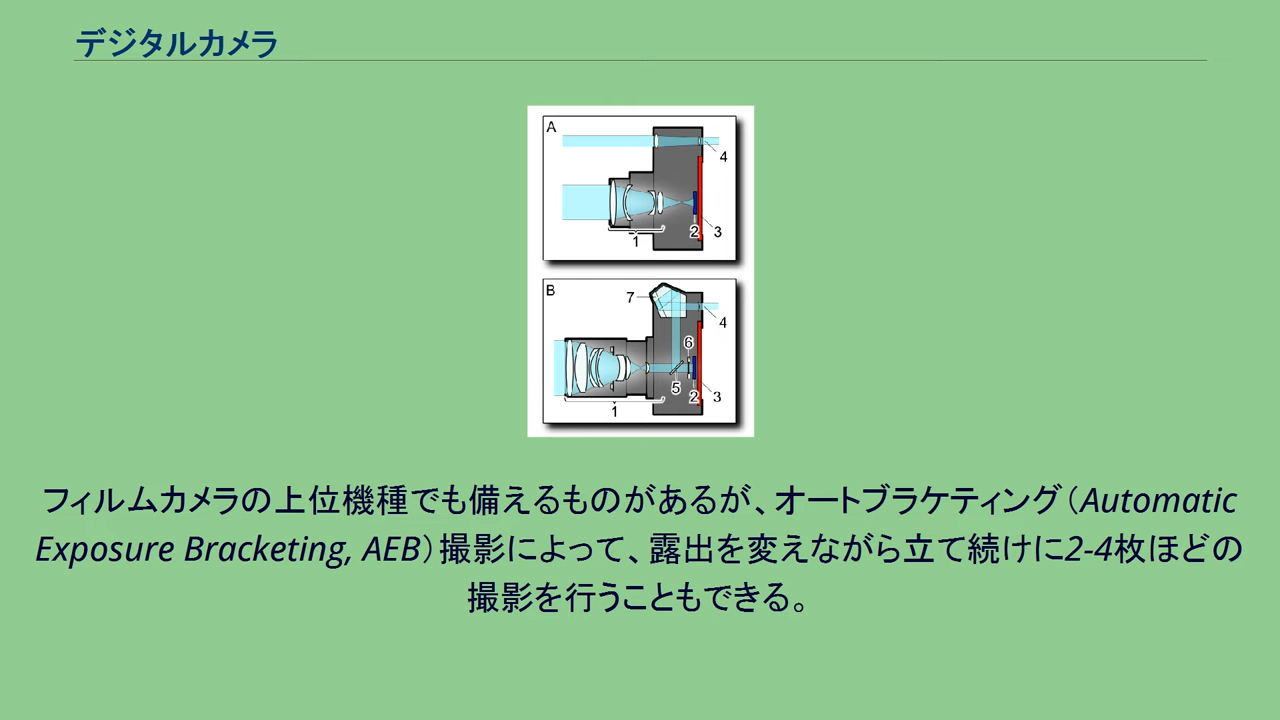 デジタルカメラ
A
4
1
2
3
B
7
4
6
5
2
3
1
フィルムカメラの上位機種でも備えるものがあるが、オートブラケティング（Automatic
Exposure Bracketing, AEB）撮影によって、露出を変えながら立て続けに2-4枚ほどの
撮影を行うこともできる。